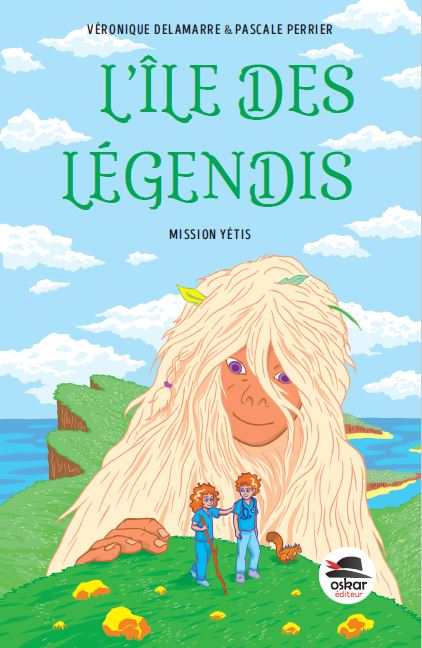 VÉRONIQUE DELAMARRE & PASCALE PERRIER
L'ÎLE DES
LÉGENDIS
MISSION YÉTIS
oskar
éditeur